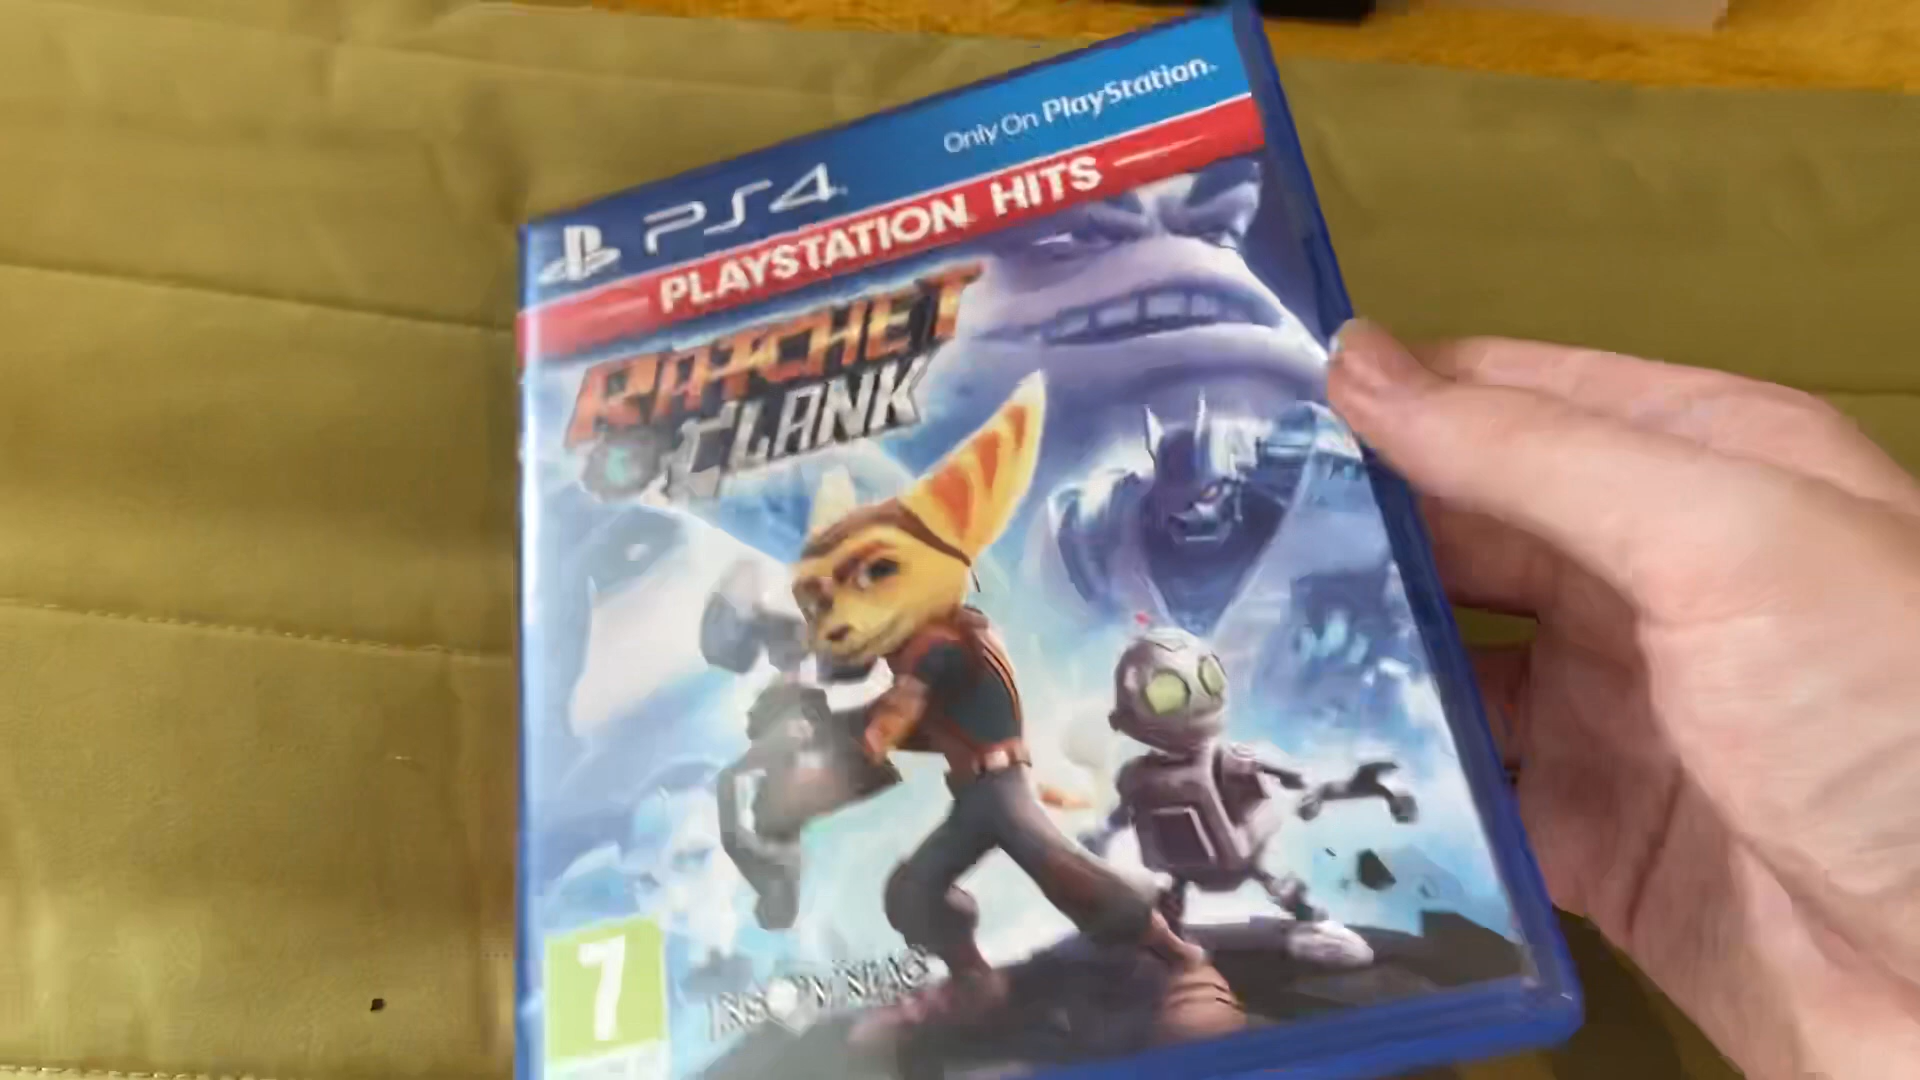 Only On PlayStation
PS4
PLAYSTATION HITS
RATCHET
CLANK
7
INSOMNIAC